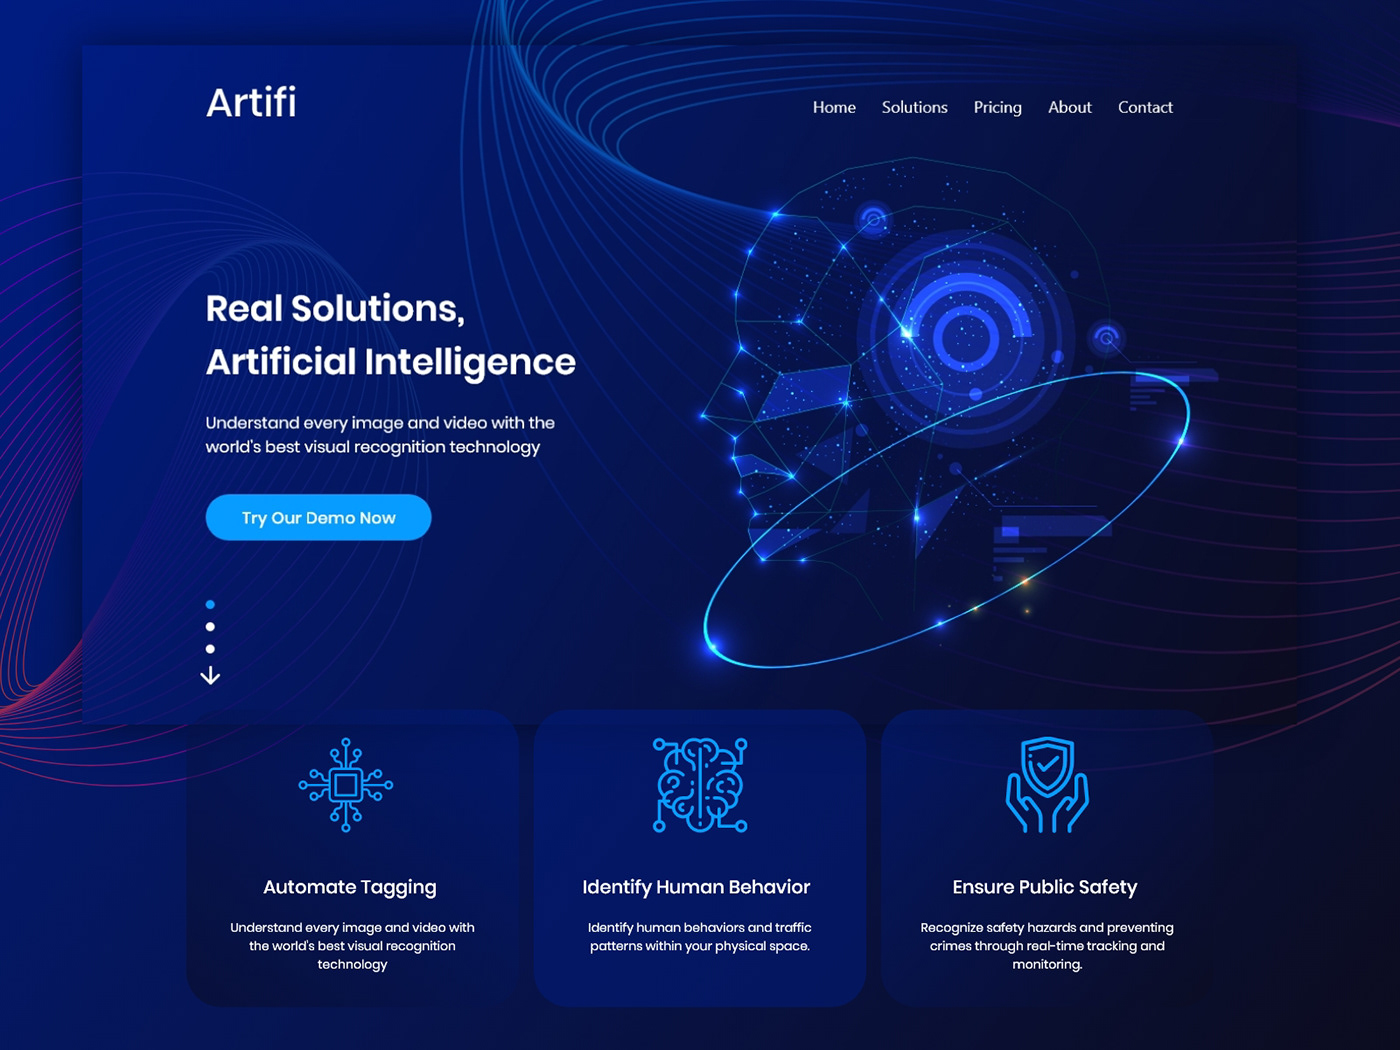 Artifi
Home Solutions Pricing About Contact
Real Solutions,
Artificial Intelligence
Understand every image and video with the
world's best visual recognition technology
Try Our Demo Now
Automate Tagging
Understand every image and video with
the world's best visual recognition
technology
Identify Human Behavior
Identify human behaviors and traffic
patterns within your physical space.
Ensure Public Safety
Recognize safety hazards and preventing
crimes through real-time tracking and
monitoring.